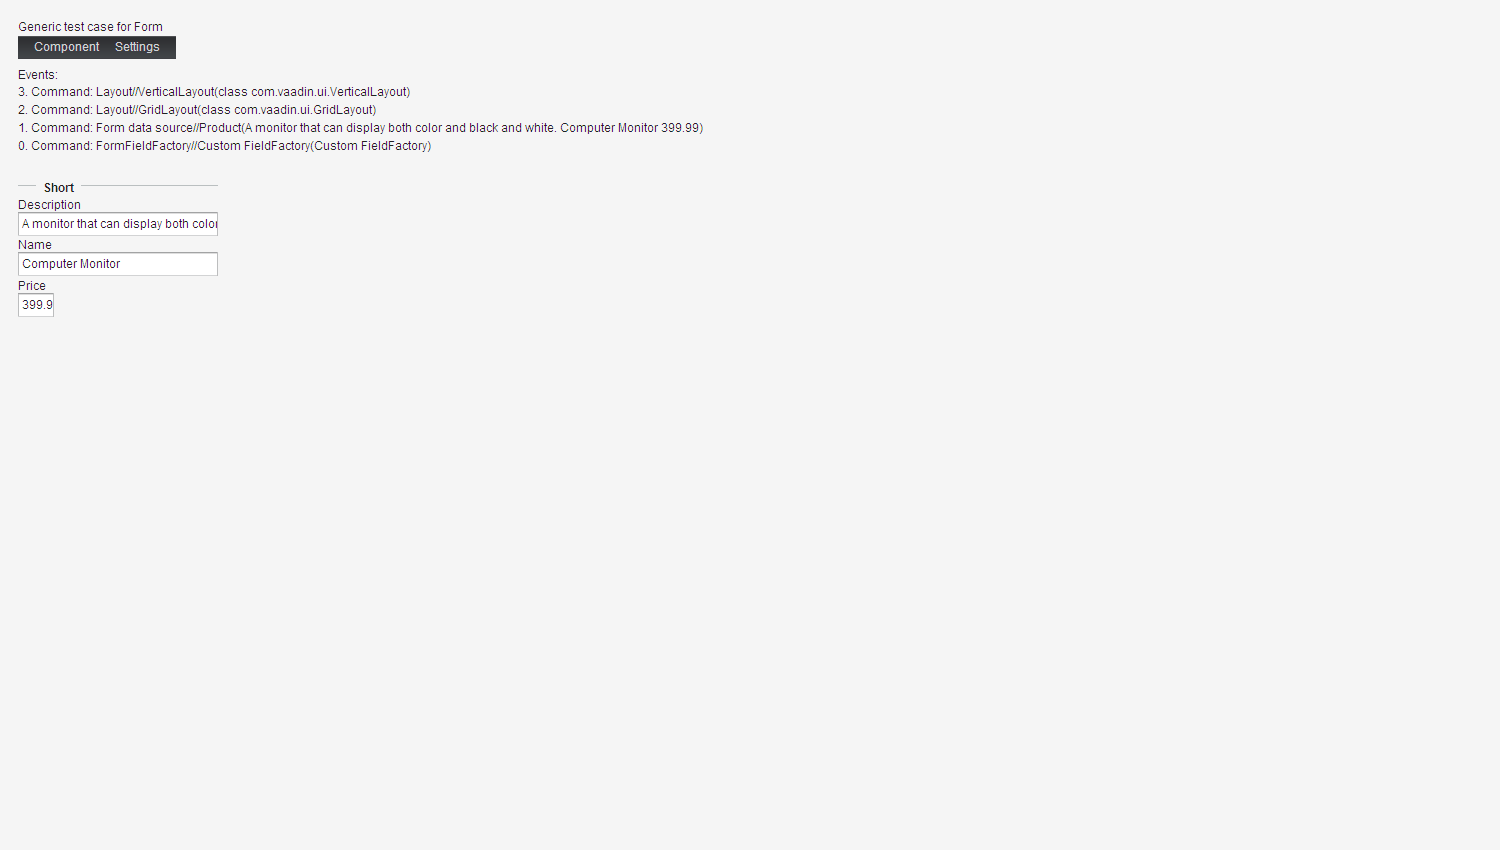 Generic test case for Form
Component Settings
Events:
3. Command: Layout//VerticalLayout(class com.vaadin.ui.VerticalLayout)
2. Command: Layout//GridLayout(class com.vaadin.ui.GridLayout)
1. Command: Form data source//Product(A monitor that can display both color and black and white. Computer Monitor 399.99)
0. Command: FormFieldFactory//Custom FieldFactory(Custom FieldFactory)
Short
Description
A monitor that can display both color
Name
Computer Monitor
Price
399.9